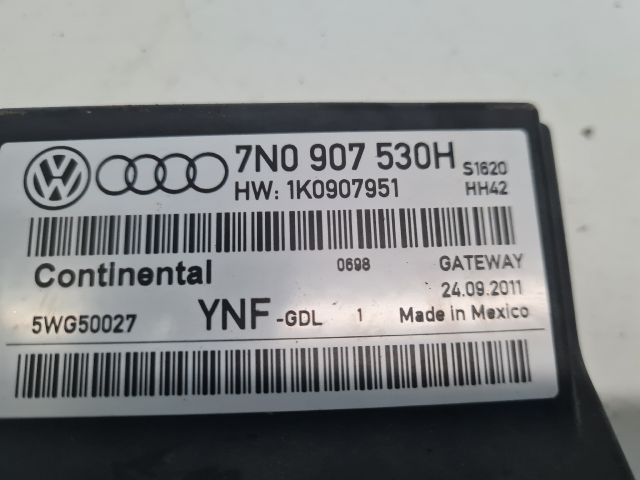 7N0 907 530H S1620
HW: 1K0907951 HH42
Continental 0698 GATEWAY
24.09.2011
5WG50027 YNF-GDL 1 Made in Mexico